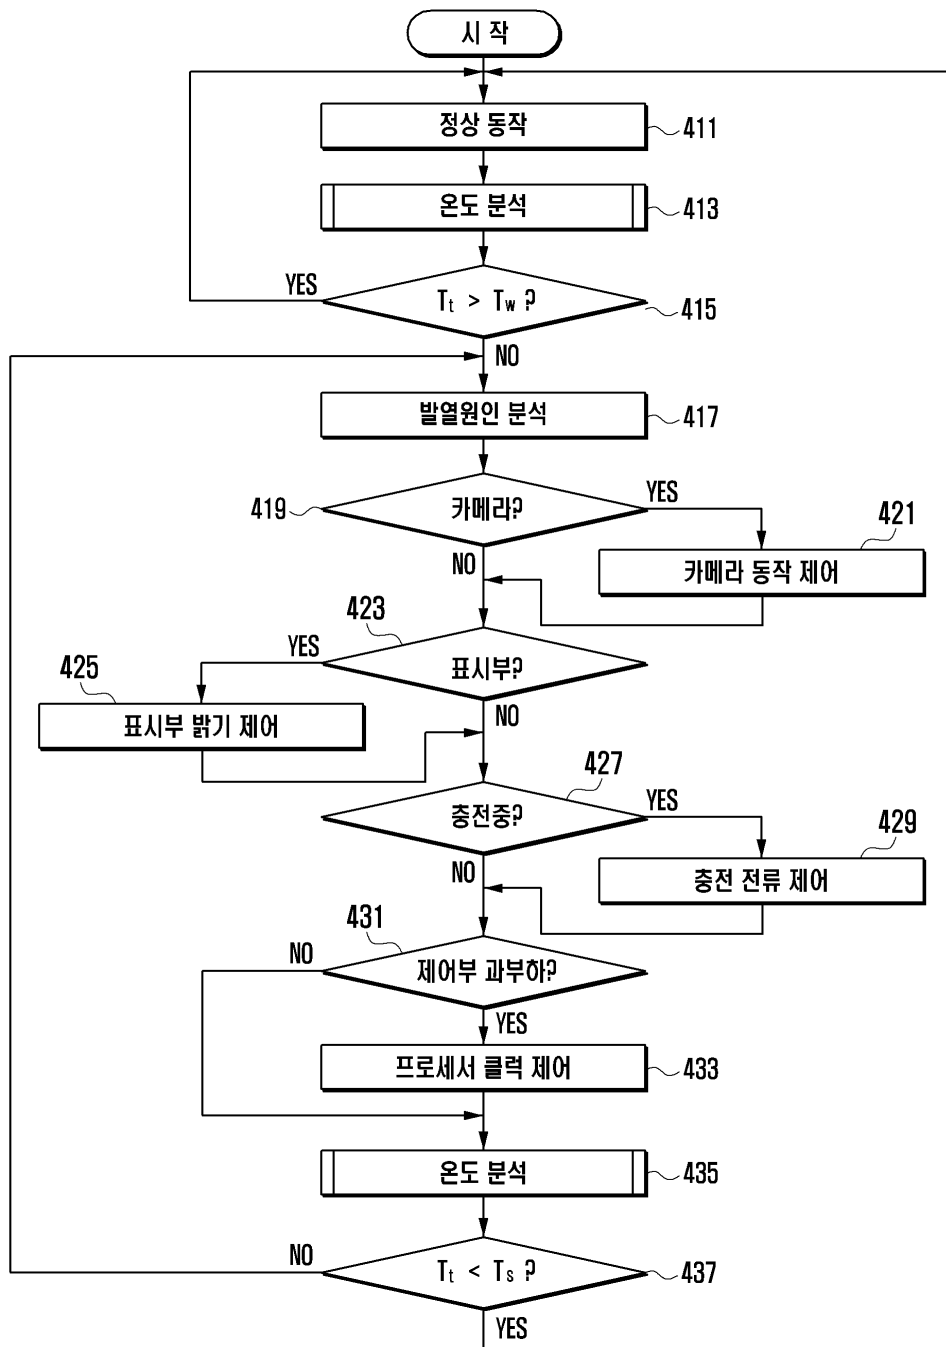 시 작
정상 동작
411
온도 분석
413
YES
Tt > Tw ?
415
NO
발열원인 분석
417
419
카메라?
YES
421
NO
카메라 동작 제어
423
YES
425
표시부?
NO
표시부 밝기 제어
427
충전중?
YES
429
NO
충전 전류 제어
431
NO
제어부 과부하?
YES
프로세서 클럭 제어
433
온도 분석
435
NO
Tt < Ts ?
437
YES